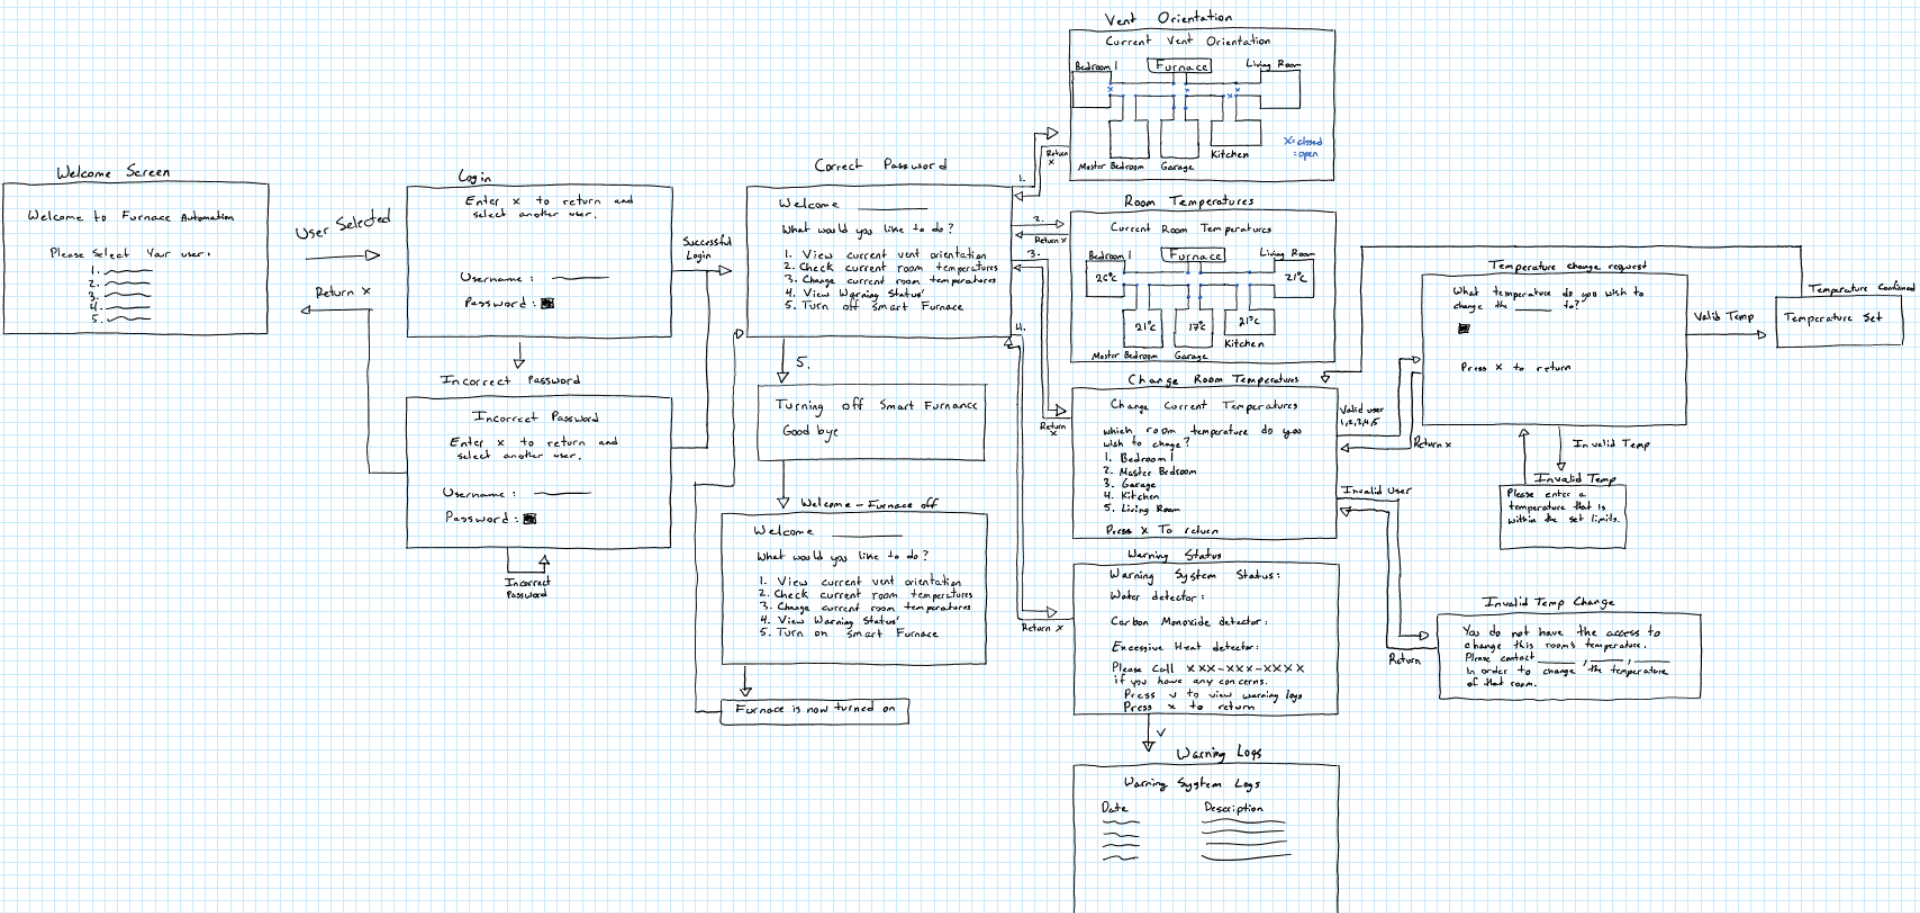 Welcome Screen
Welcome to Furnace Automation
Please Select Your user:
1.
2.
3.
4.
5.
User Selected
Return X
Login
Enter x to return and
select another user.
Username:
Password:
Incorrect Password
Incorrect Password
Enter x to return and
select another user.
Username:
Password:
Incorrect
Password
Successful
Login
Correct Password
Welcome
What would you like to do?
1. View current vent orientation
2. Check current room temperatures
3. Change current room temperatures
4. View Warning Status'
5. Turn off Smart Furnace
5.
Turning off Smart Furnance
Good bye
Welcome - Furnace off
Welcome
What would you like to do?
1. View current vent orientation
2. Check current room temperatures
3. Change current room temperatures
4. View Warning Status'
5. Turn on Smart Furnace
Furnace is now turned on
1.
Return
X
2.
Return X
3.
Return
X
4.
Return X
Vent Orientation
Current Vent Orientation
Bedroom 1
Furnace
Living Room
Master Bedroom
Garage
Kitchen
X=closed
=open
Room Temperatures
Current Room Temperatures
Bedroom 1
Furnace
Living Room
20°C
21°C
21°C
17°C
21°C
Kitchen
Master Bedroom
Garage
Change Room Temperatures
Change Current Temperatures
which room temperature do you
wish to change?
1. Bedroom 1
2. Master Bedroom
3. Garage
4. Kitchen
5. Living Room
Press X To return
Valid user
1,2,3,4,5
Return x
Invalid User
Return
Warning Status
Warning System Status:
Water detector:
Carbon Monoxide detector:
Excessive Heat detector:
Please Call XXX-XXX-XXXX
if you have any concerns.
Press v to view warning logs
Press x to return
V
Warning Logs
Warning System Logs
Date
Description
Temperature change request
What temperature do you wish to
change the to?
Press X to return
Valid Temp
Temperature Confirmed
Temperature Set
Invalid Temp
Invalid Temp
Please enter a
temperature that is
within the set limits.
Invalid Temp Change
You do not have the access to
change this room's temperature.
Please contact , ,
in order to change the temperature
of that room.